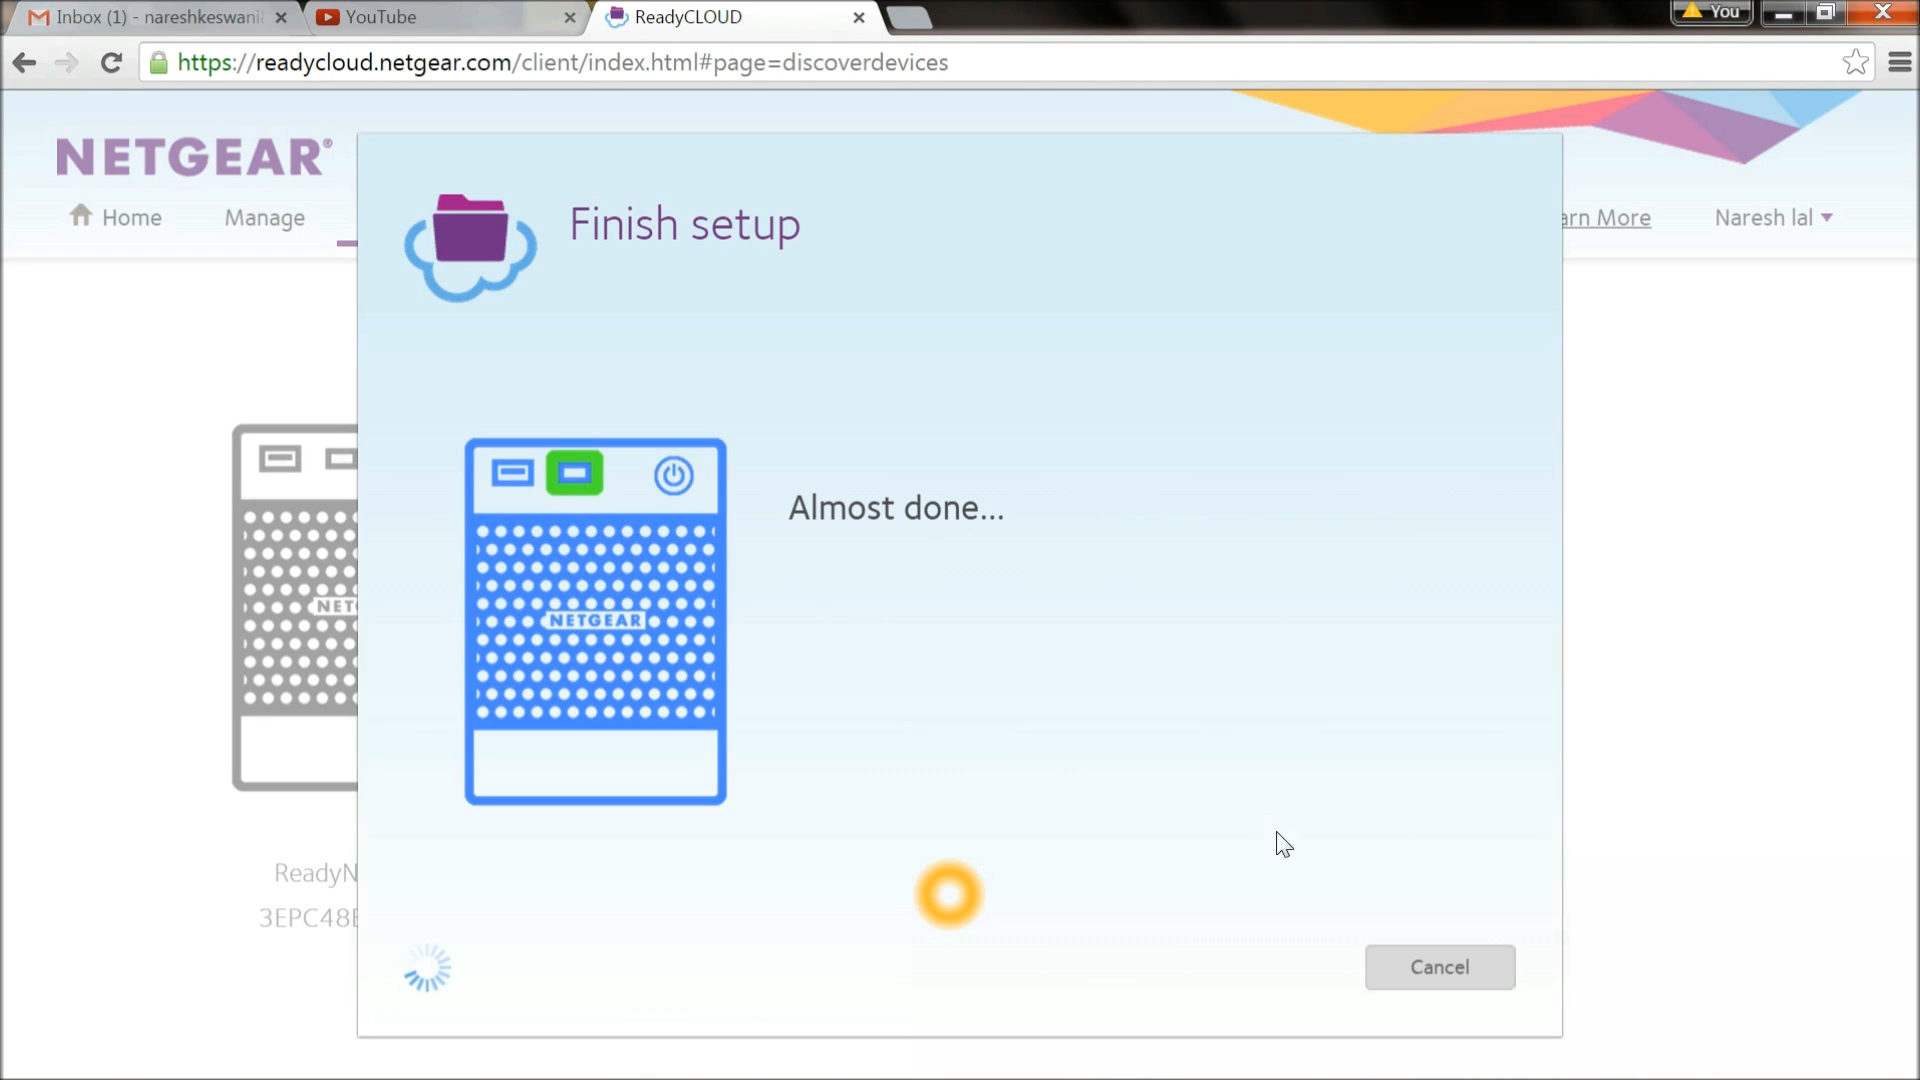 Inbox (1) - nareshkeswani
YouTube
ReadyCLOUD
You
https://readycloud.netgear.com/client/index.html#page=discoverdevices
NETGEAR®
Home
Manage
arn More
Naresh lal
Finish setup
Almost done...
NETGEAR
NET
ReadyN
3EPC48E
Cancel